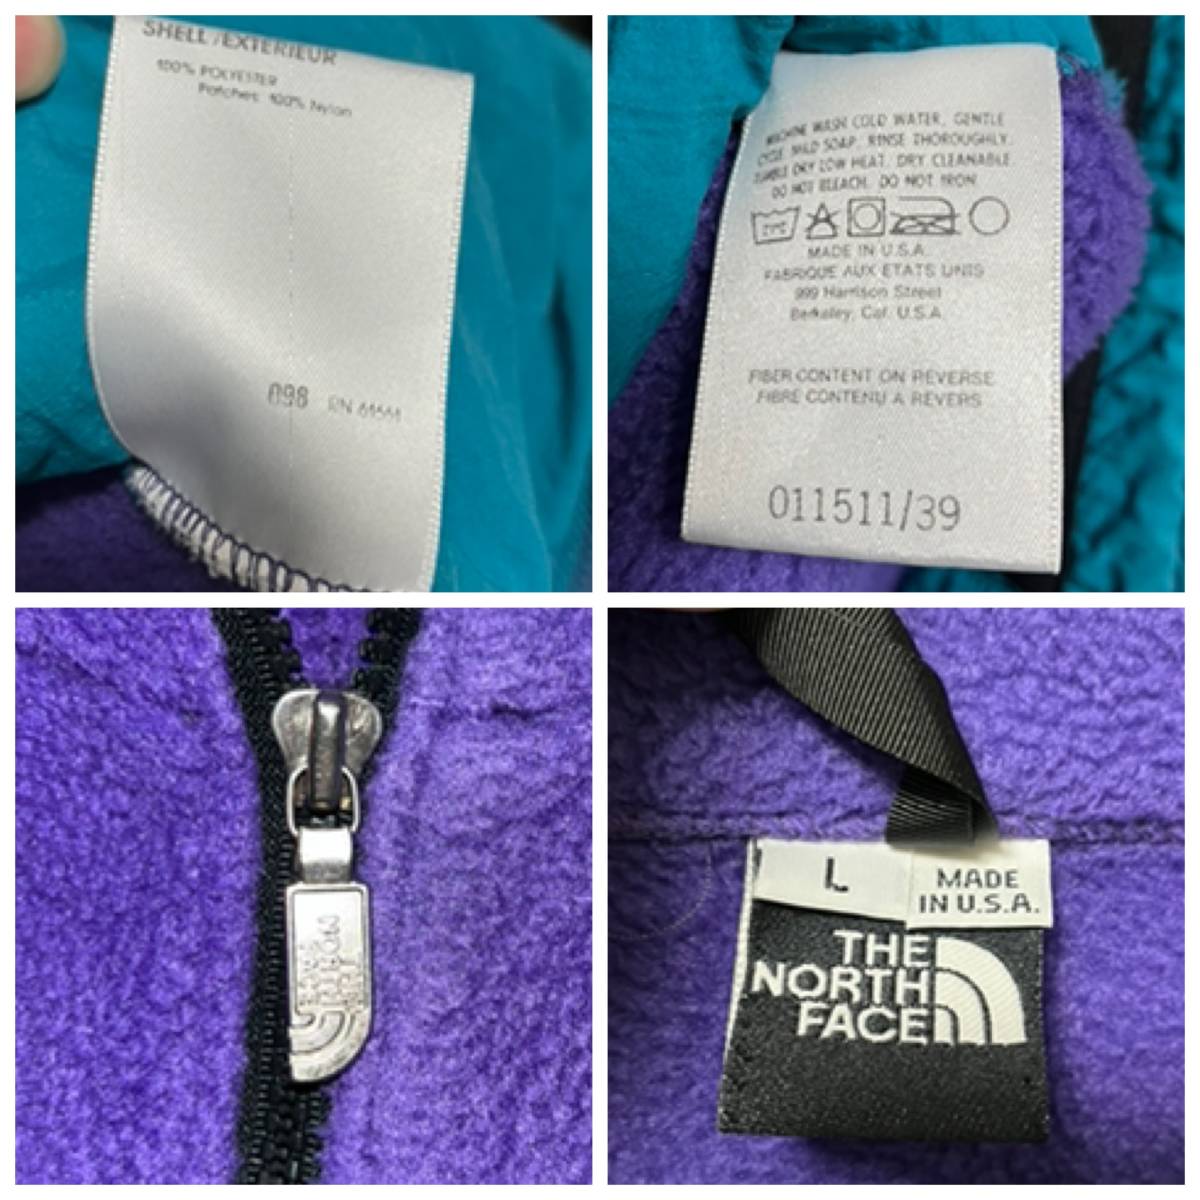 SHELL / EXTERIEUR
100% POLYESTER
Patches: 100% Nylon
098 RN 61661
MACHINE WASH COLD WATER, GENTLE
CYCLE. MILD SOAP. RINSE THOROUGHLY.
TUMBLE DRY LOW HEAT. DRY CLEANABLE.
DO NOT BLEACH. DO NOT IRON
MADE IN U.S.A.
FABRIQUE AUX ETATS UNIS
999 Harrison Street
Berkeley, Cal. U.S.A.
FIBER CONTENT ON REVERSE
FIBRE CONTENU A REVERS
011511/39
L
MADE
IN U.S.A.
THE
NORTH
FACE